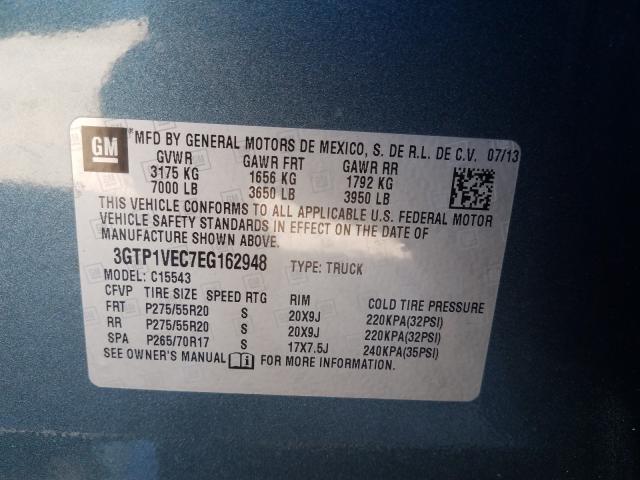 GM MFD BY GENERAL MOTORS DE MEXICO, S. DE R.L. DE C.V. 07/13
GVWR GAWR FRT GAWR RR
3175 KG 1656 KG 1792 KG
7000 LB 3650 LB 3950 LB
THIS VEHICLE CONFORMS TO ALL APPLICABLE U.S. FEDERAL MOTOR
VEHICLE SAFETY STANDARDS IN EFFECT ON THE DATE OF
MANUFACTURE SHOWN ABOVE.
3GTP1VEC7EG162948 TYPE: TRUCK
MODEL: C15543
CFVP TIRE SIZE SPEED RTG RIM COLD TIRE PRESSURE
FRT P275/55R20 S 20X9J 220KPA(32PSI)
RR P275/55R20 S 20X9J 220KPA(32PSI)
SPA P265/70R17 S 17X7.5J 240KPA(35PSI)
SEE OWNER'S MANUAL FOR MORE INFORMATION.